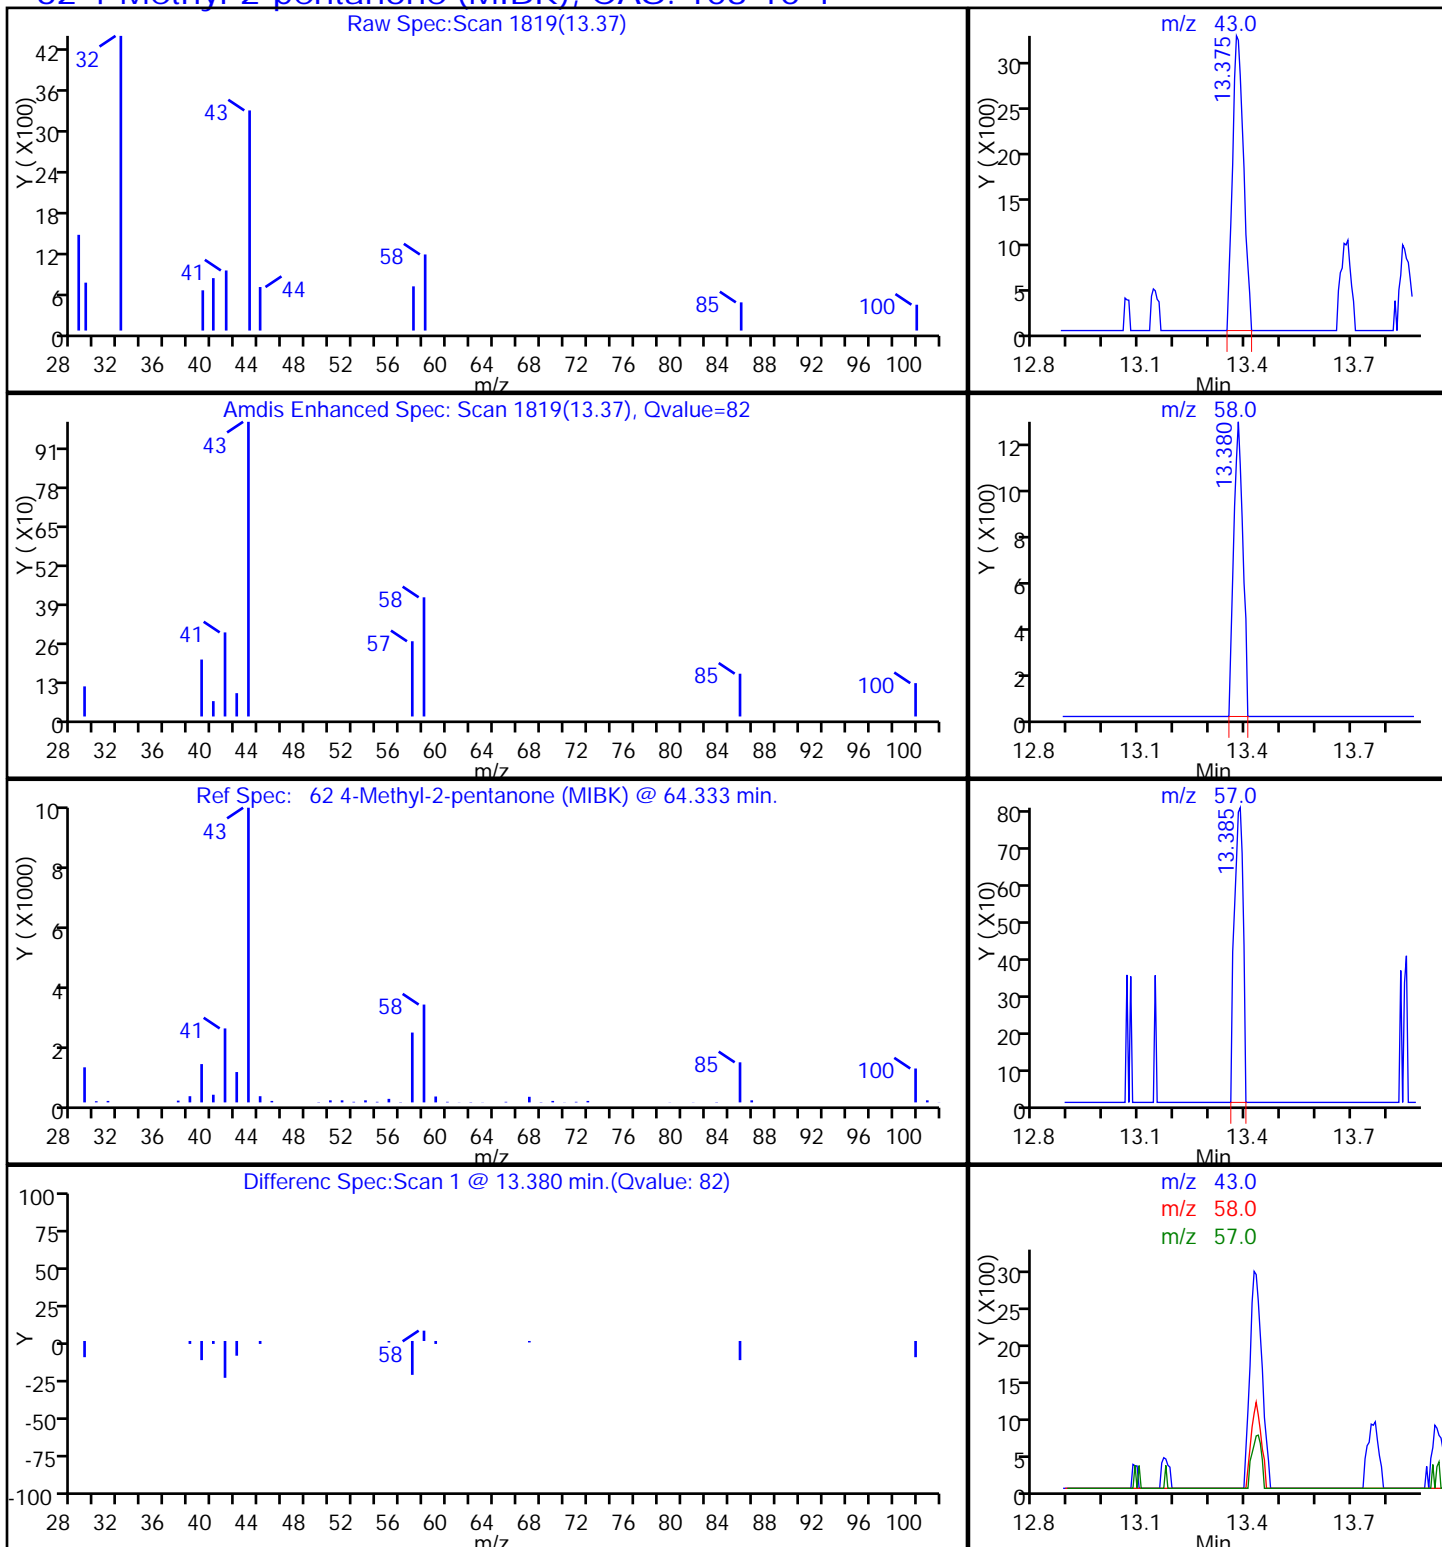 62 4-Methyl-2-pentanone (MIBK), CAS: 108-10-1
Raw Spec:Scan 1819(13.37)
Y ( X100)
42
36
30
24
18
12
6
0
32
43
41
44
58
85
100
28 32 36 40 44 48 52 56 60 64 68 72 76 80 84 88 92 96 100
m/z
m/z 43.0
Y ( X100)
30
25
20
15
10
5
0
13.375
12.8 13.1 13.4 13.7
Min
Amdis Enhanced Spec: Scan 1819(13.37), Qvalue=82
Y ( X10)
91
78
65
52
39
26
13
0
43
41
58
57
85
100
28 32 36 40 44 48 52 56 60 64 68 72 76 80 84 88 92 96 100
m/z
m/z 58.0
Y ( X100)
12
10
8
6
4
2
0
13.380
12.8 13.1 13.4 13.7
Min
Ref Spec: 62 4-Methyl-2-pentanone (MIBK) @ 64.333 min.
Y ( X1000)
10
8
6
4
2
0
43
41
58
85
100
28 32 36 40 44 48 52 56 60 64 68 72 76 80 84 88 92 96 100
m/z
m/z 57.0
Y ( X10)
80
70
60
50
40
30
20
10
0
13.385
12.8 13.1 13.4 13.7
Min
Differenc Spec:Scan 1 @ 13.380 min.(Qvalue: 82)
Y
100
75
50
25
0
-25
-50
-75
-100
58
28 32 36 40 44 48 52 56 60 64 68 72 76 80 84 88 92 96 100
m/z
m/z 43.0
m/z 58.0
m/z 57.0
Y ( X100)
30
25
20
15
10
5
0
12.8 13.1 13.4 13.7
Min